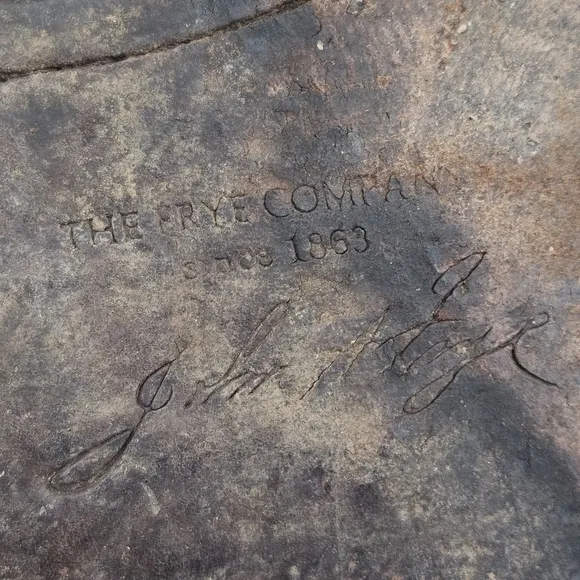 THE FRYE COMPANY
SINCE 1863
John A Frye